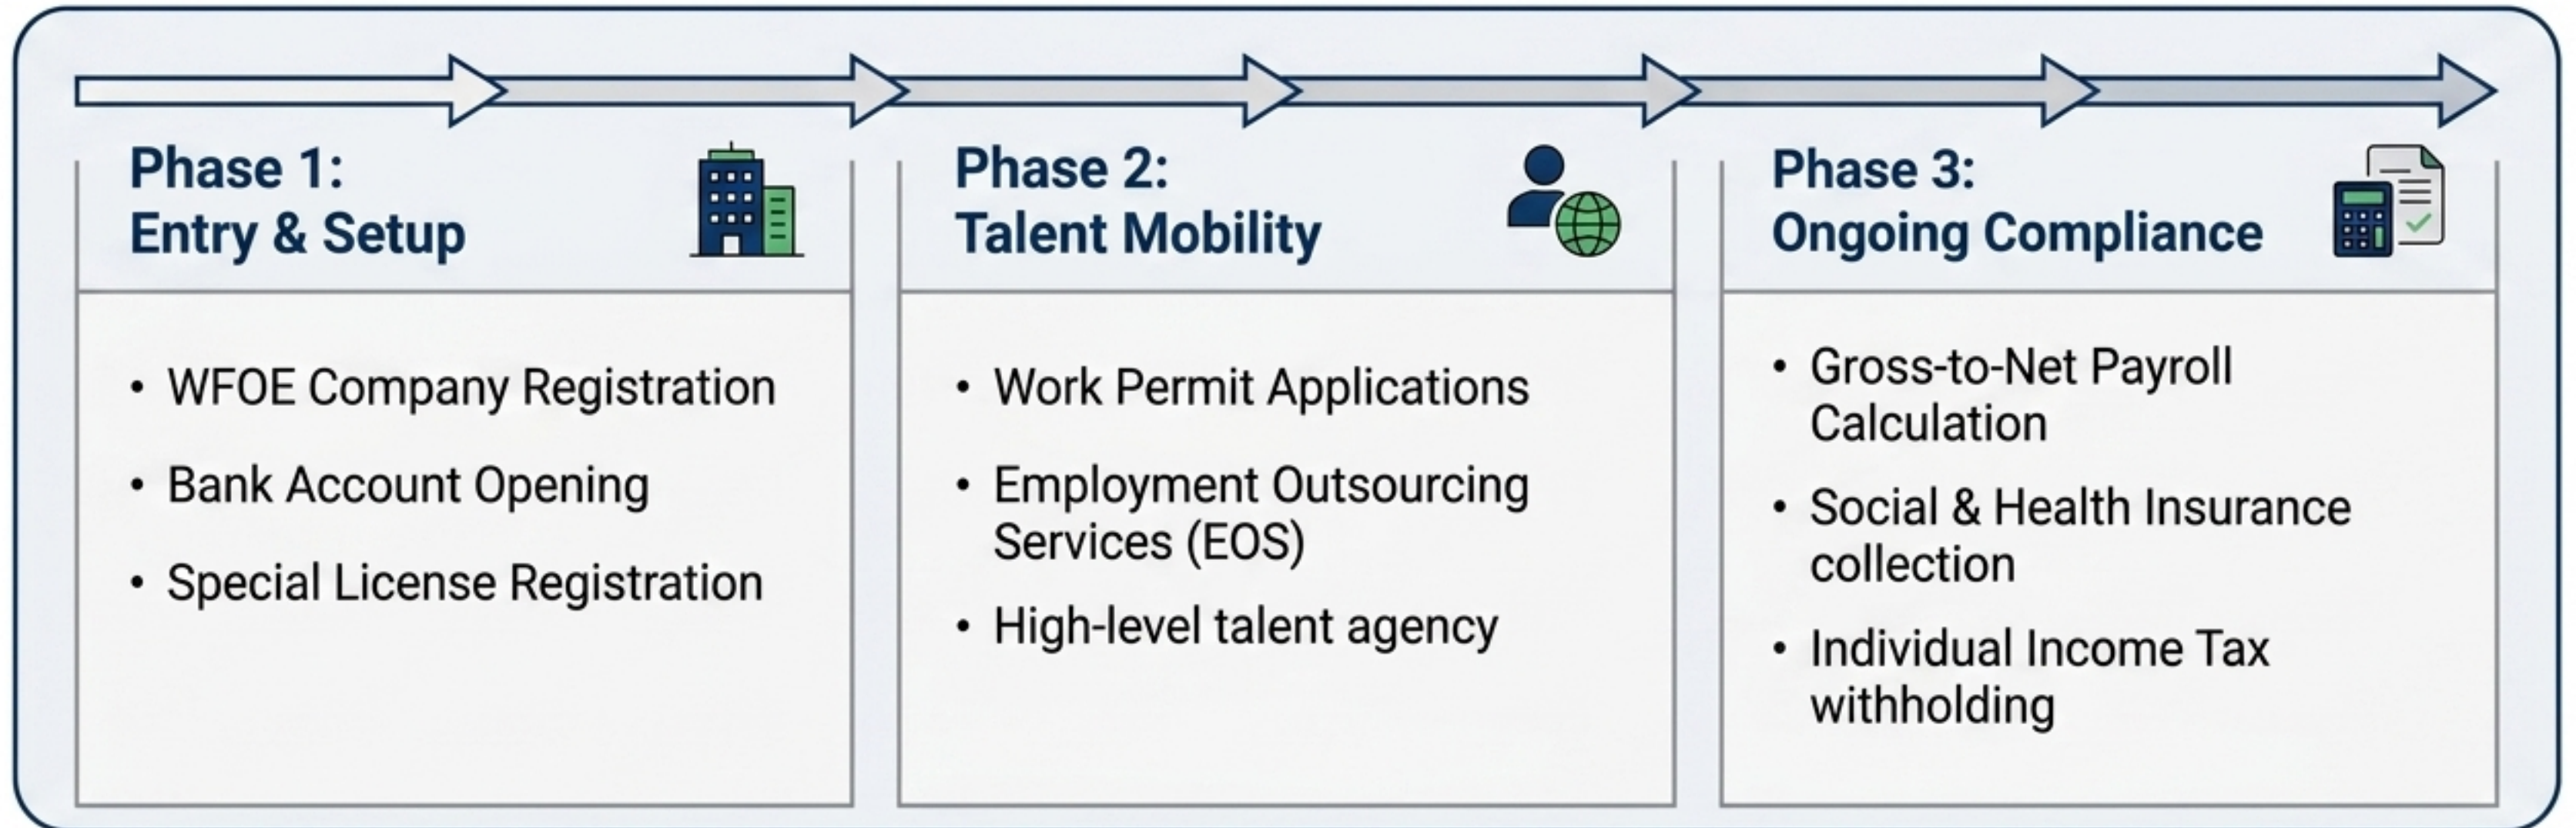 Phase 1:
Entry & Setup
• WFOE Company Registration
• Bank Account Opening
• Special License Registration
Phase 2:
Talent Mobility
• Work Permit Applications
• Employment Outsourcing
Services (EOS)
• High-level talent agency
Phase 3:
Ongoing Compliance
• Gross-to-Net Payroll
Calculation
• Social & Health Insurance
collection
• Individual Income Tax
withholding